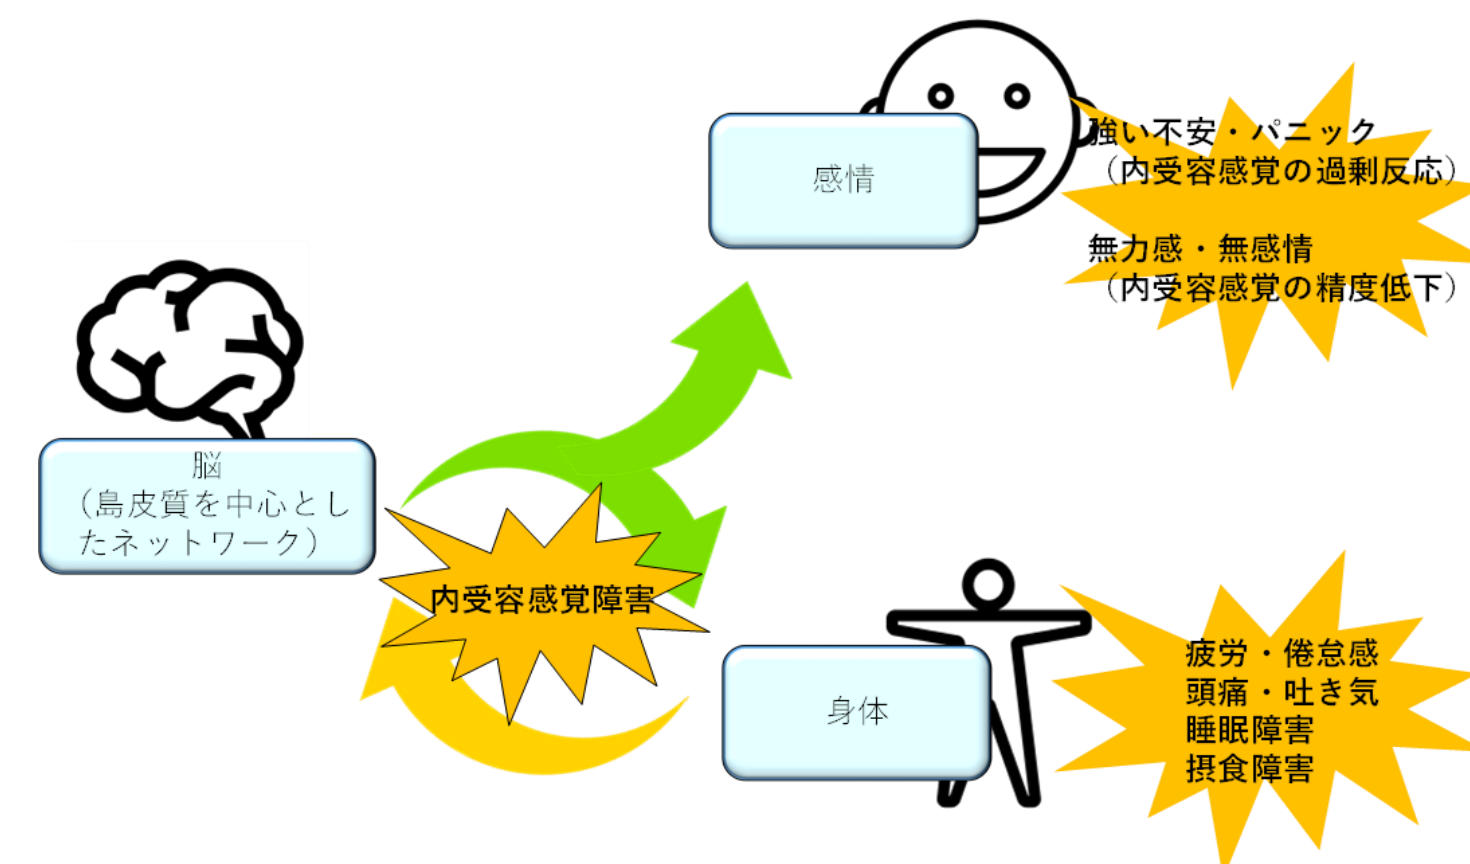 感情
強い不安・パニック
（内受容感覚の過剰反応）
無力感・無感情
（内受容感覚の精度低下）
脳
（島皮質を中心とし
たネットワーク）
内受容感覚障害
身体
疲労・倦怠感
頭痛・吐き気
睡眠障害
摂食障害